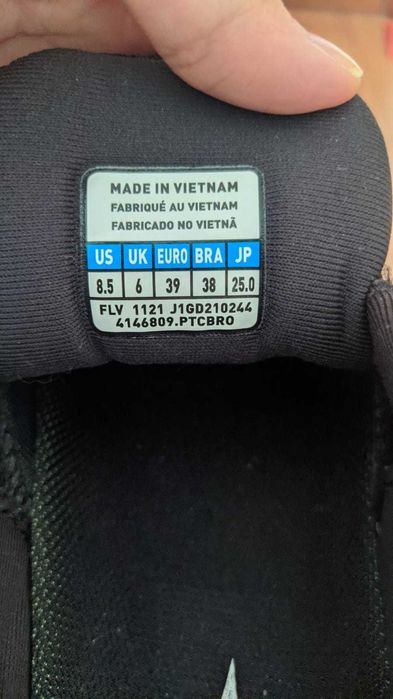 MADE IN VIETNAM
FABRIQUÉ AU VIETNAM
FABRICADO NO VIETNÃ
US UK EURO BRA JP
8.5 6 39 38 25.0
FLV 1121 J1GD210244
4146809.PTCBRO